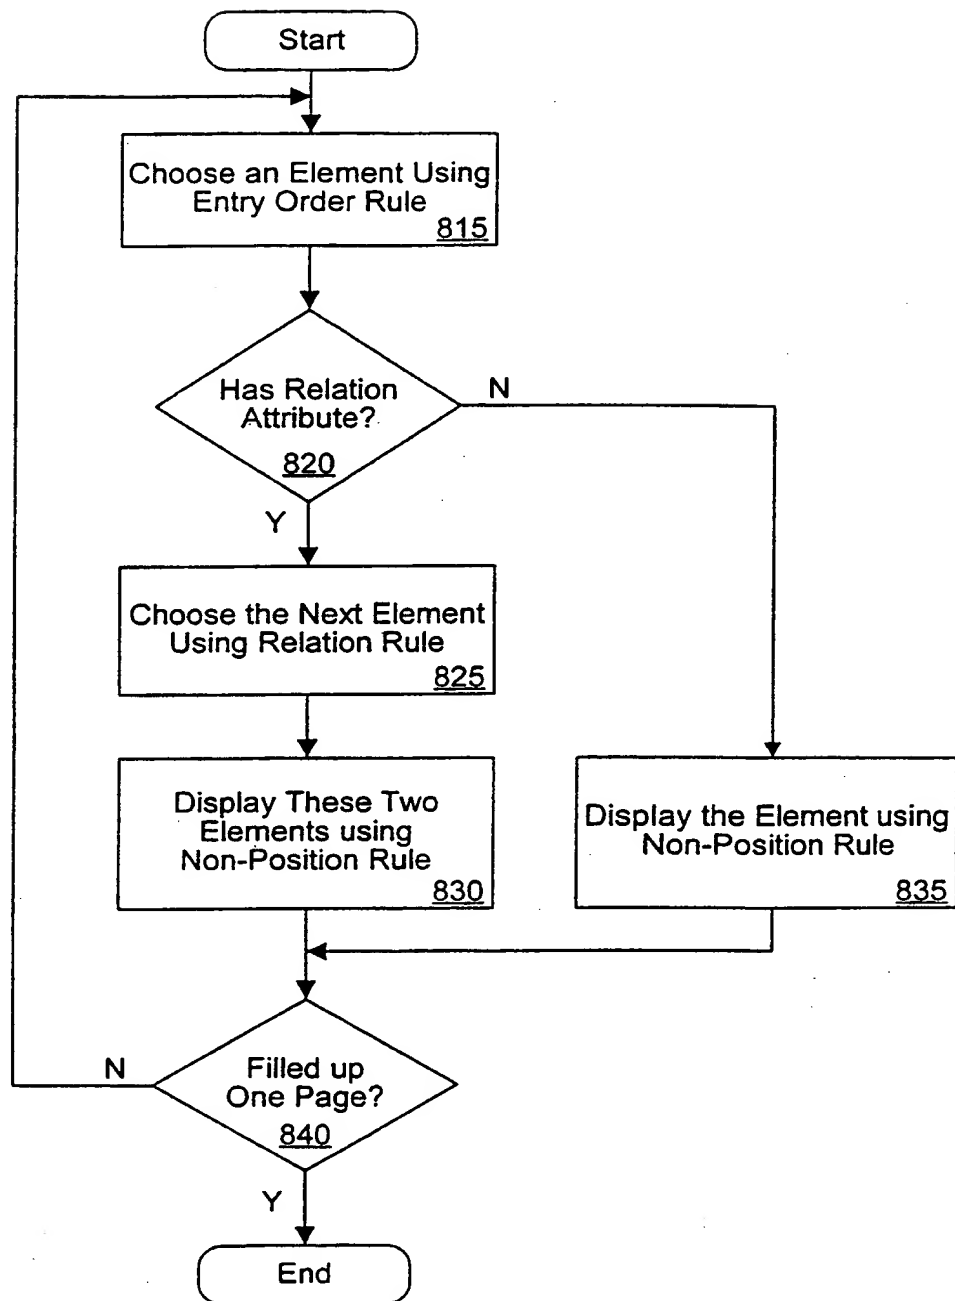 Start
Choose an Element Using
Entry Order Rule
815
Has Relation
Attribute?
820
N
Y
Choose the Next Element
Using Relation Rule
825
Display These Two
Elements using
Non-Position Rule
830
Display the Element using
Non-Position Rule
835
Filled up
One Page?
840
N
Y
End